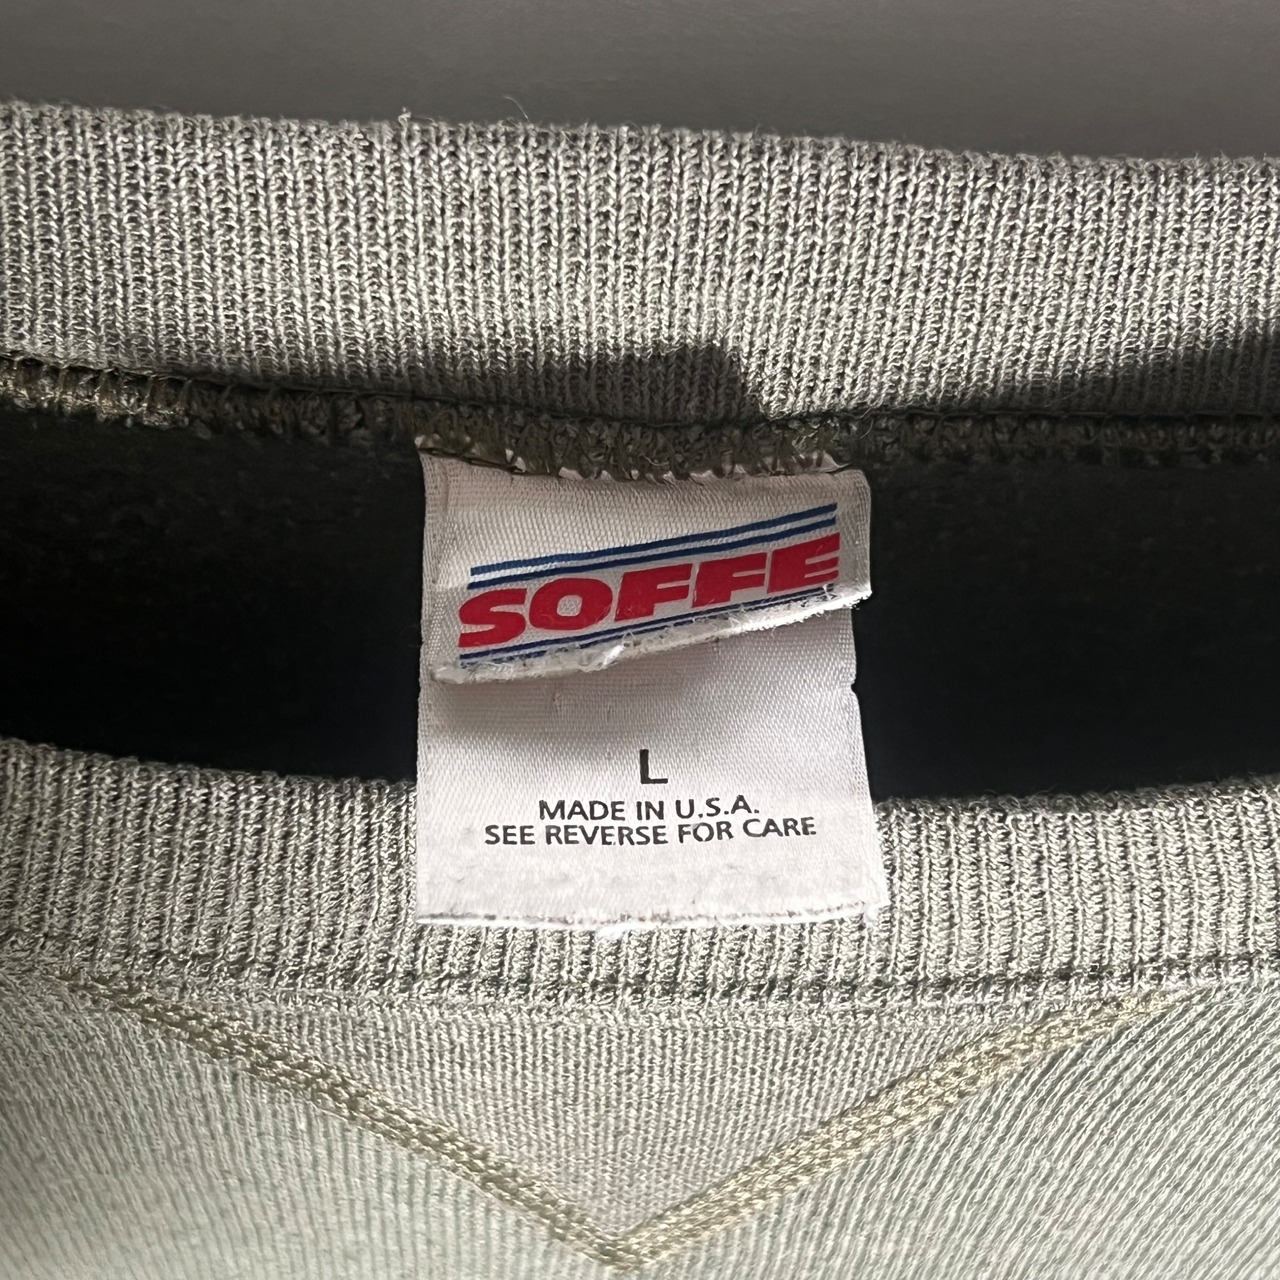 SOFFE
L
MADE IN U.S.A.
SEE REVERSE FOR CARE